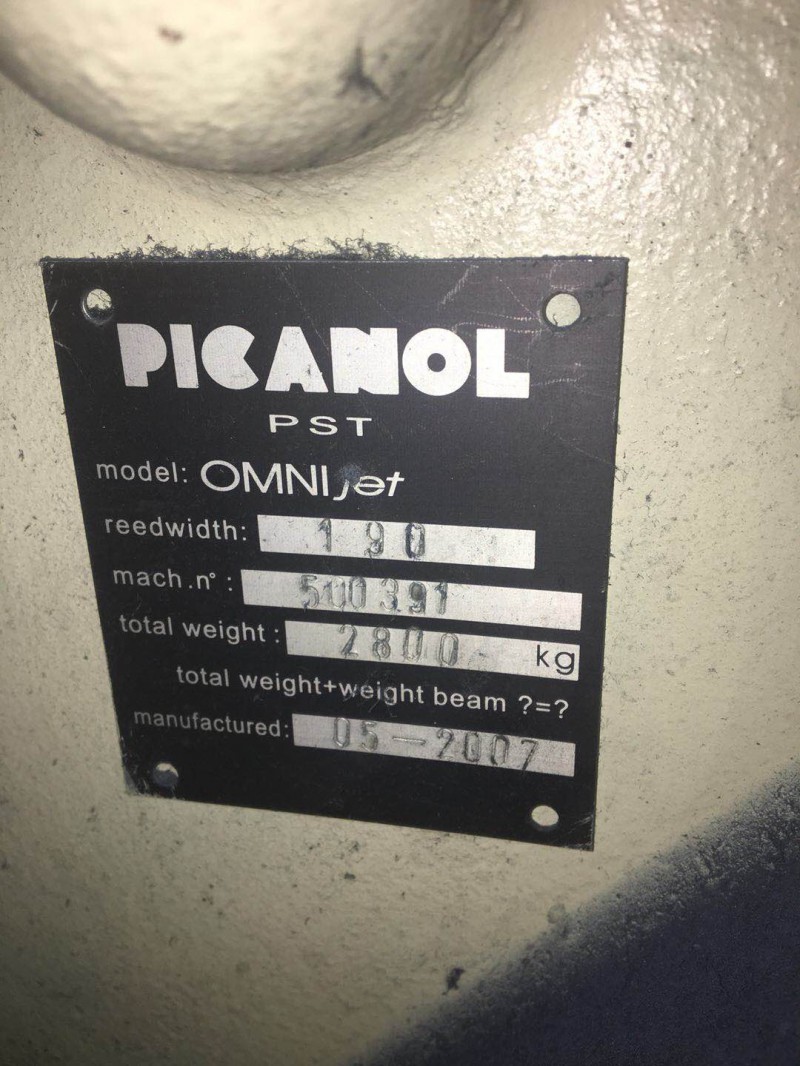 PICANOL
PST
model: OMNIjet
reedwidth: 190
mach.n° : 500391
total weight : 2800 kg
total weight+weight beam ?=?
manufactured: 05-2007